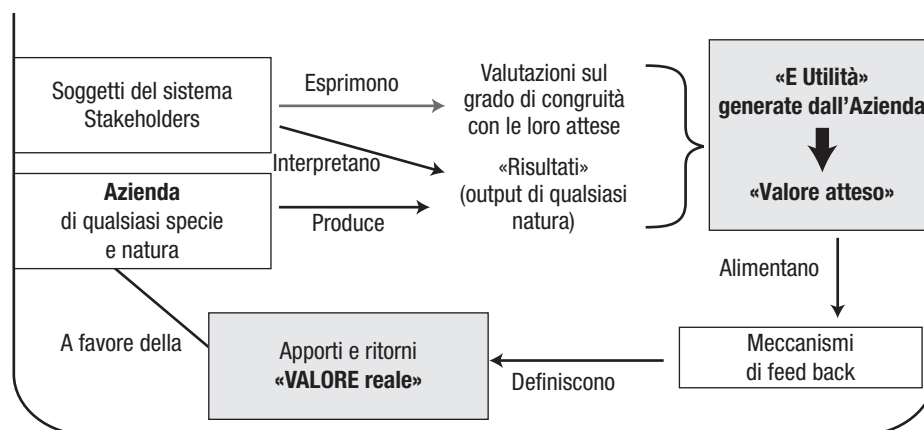 Soggetti del sistema
Stakeholders
Esprimono
Valutazioni sul
grado di congruità
con le loro attese
«E Utilità»
generate dall'Azienda
«Valore atteso»
Interpretano
«Risultati»
(output di qualsiasi
natura)
Azienda
di qualsiasi specie
e natura
Produce
Alimentano
A favore della
Apporti e ritorni
«VALORE reale»
Definiscono
Meccanismi
di feed back